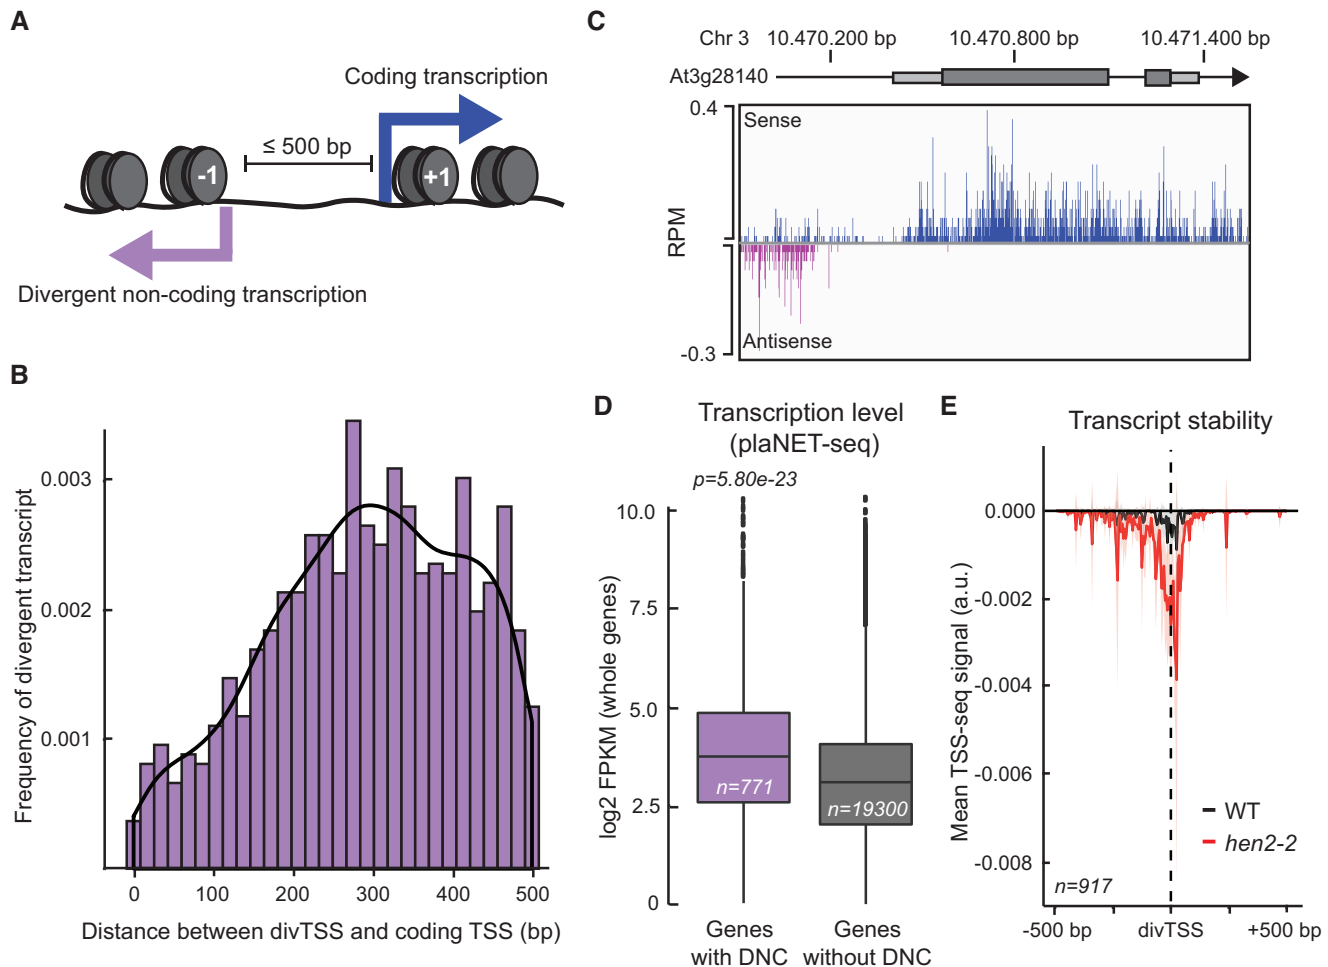 A
Coding transcription
≤ 500 bp
-1
+1
Divergent non-coding transcription
B
Frequency of divergent transcript
0.003
0.002
0.001
0
100
200
300
400
500
Distance between divTSS and coding TSS (bp)
C
Chr 3
10.470.200 bp
10.470.800 bp
10.471.400 bp
At3g28140
0.4
Sense
RPM
-0.3
Antisense
D
Transcription level
(plaNET-seq)
p=5.80e-23
log2 FPKM (whole genes)
10.0
7.5
5.0
2.5
0
n=771
n=19300
Genes
with DNC
Genes
without DNC
E
Transcript stability
Mean TSS-seq signal (a.u.)
0.000
-0.002
-0.004
-0.006
-0.008
WT
hen2-2
n=917
-500 bp
divTSS
+500 bp